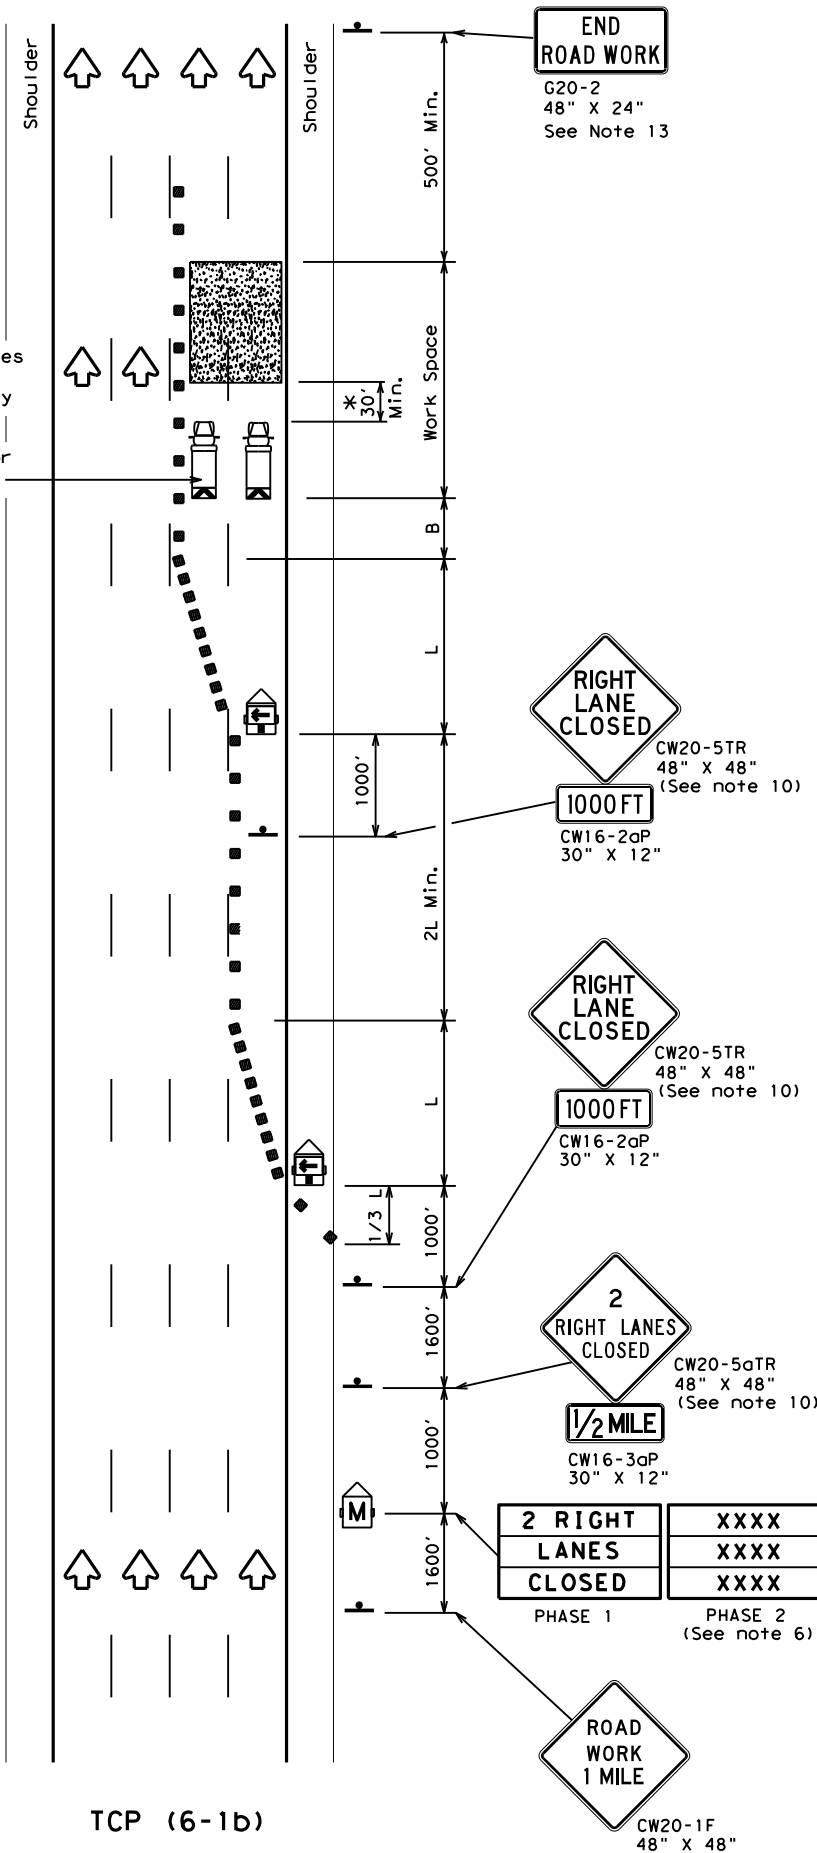 Shoulder
Shoulder
END
ROAD WORK
G20-2
48" X 24"
See Note 13
500' Min.
es
y
r
*
30'
Min.
Work Space
B
L
RIGHT
LANE
CLOSED
CW20-5TR
48" X 48"
(See note 10)
1000 FT
CW16-2aP
30" X 12"
1000'
2L Min.
RIGHT
LANE
CLOSED
CW20-5TR
48" X 48"
(See note 10)
1000 FT
CW16-2aP
30" X 12"
L
1/3 L
1000'
1600'
2
RIGHT LANES
CLOSED
CW20-5aTR
48" X 48"
(See note 10)
1/2 MILE
CW16-3aP
30" X 12"
1000'
M
2 RIGHT
LANES
CLOSED
PHASE 1
XXXX
XXXX
XXXX
PHASE 2
(See note 6)
1600'
ROAD
WORK
1 MILE
CW20-1F
48" X 48"
TCP (6-1b)